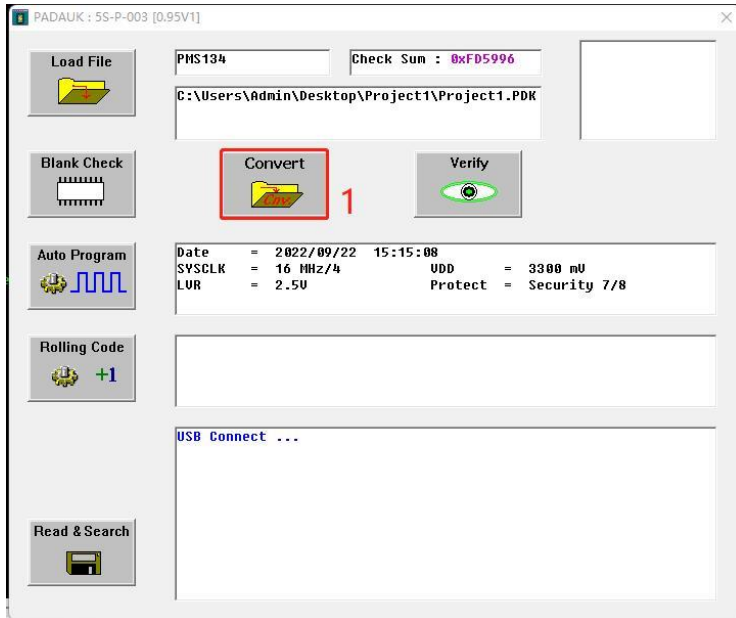 PADAUK : 5S-P-003 [0.95V1]
Load File
PMS134
Check Sum : 0xFD5996
C:\Users\Admin\Desktop\Project1\Project1.PDK
Blank Check
Convert
Cnv.
1
Verify
Auto Program
Date = 2022/09/22 15:15:08
SYSCLK = 16 MHz/4 VDD = 3300 mV
LVR = 2.5V Protect = Security 7/8
Rolling Code
+1
USB Connect ...
Read & Search